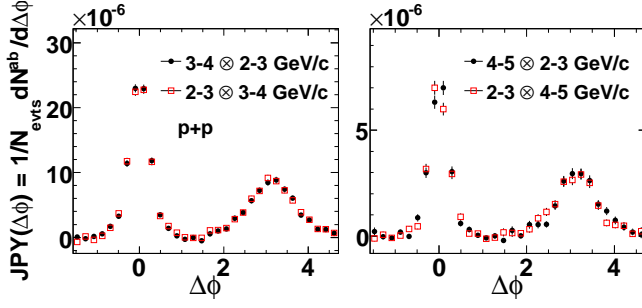 ×10⁻⁶ ×10⁻⁶
JPY(Δϕ) = 1/N_evts dN^ab/dΔϕ
3-4 ⊗ 2-3 GeV/c
2-3 ⊗ 3-4 GeV/c
p+p
30
20
10
0
0 2 4
Δϕ
4-5 ⊗ 2-3 GeV/c
2-3 ⊗ 4-5 GeV/c
5
0
0 2 4
Δϕ